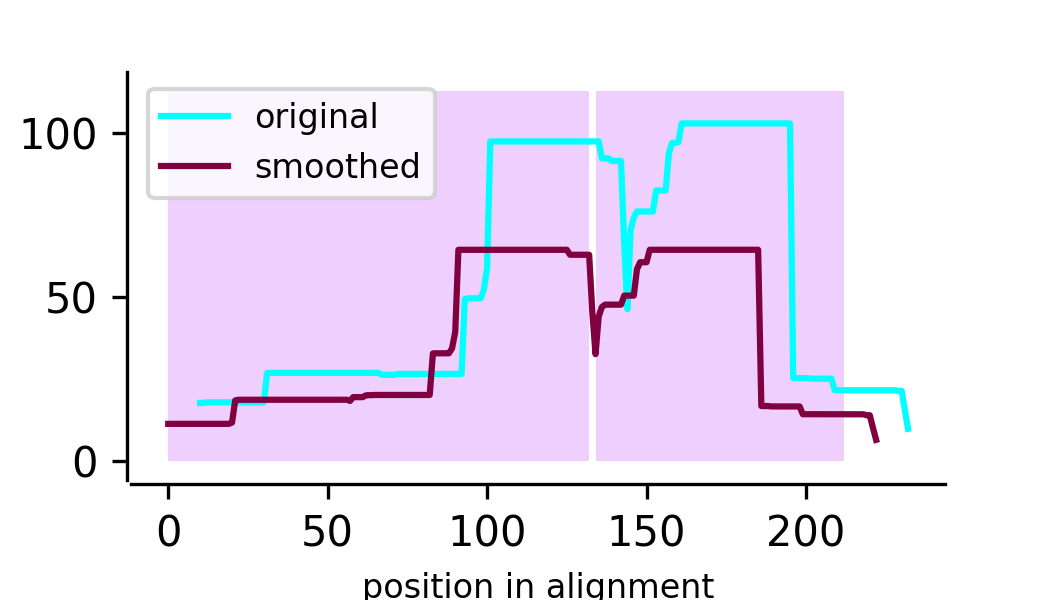 original
smoothed
100
50
0
0 50 100 150 200
position in alignment